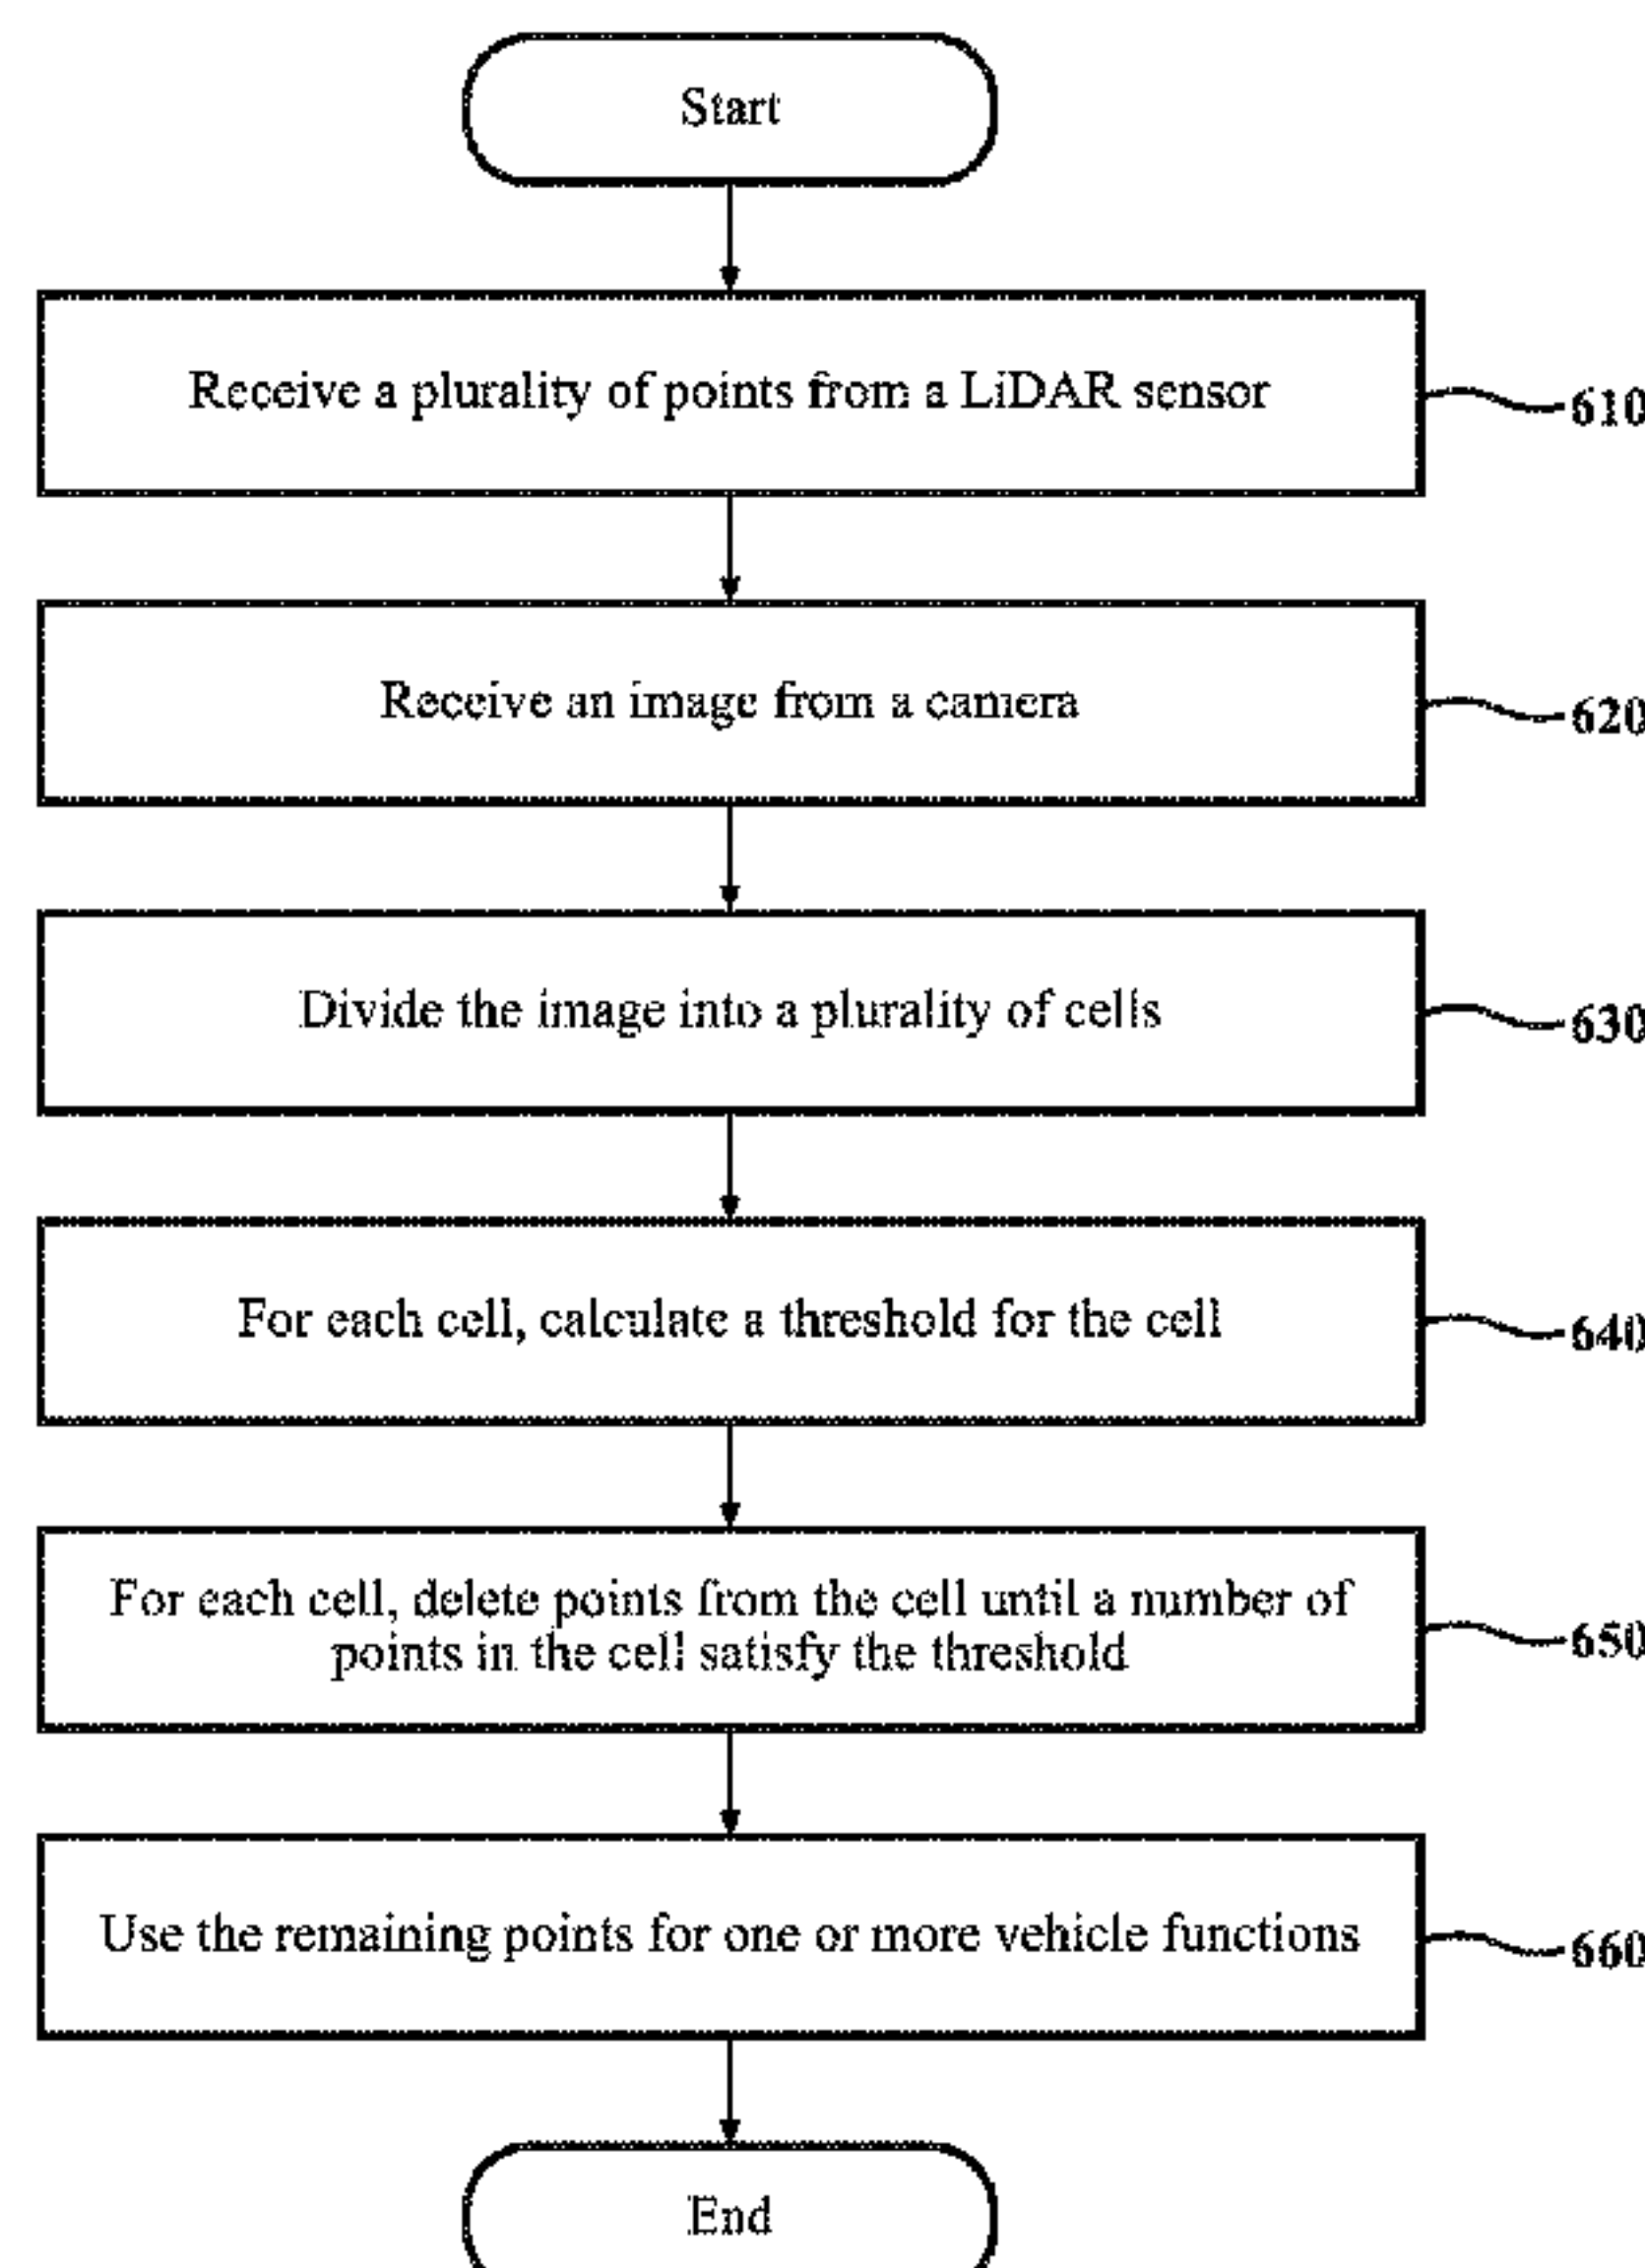 Start
Receive a plurality of points from a LiDAR sensor
610
Receive an image from a camera
620
Divide the image into a plurality of cells
630
For each cell, calculate a threshold for the cell
640
For each cell, delete points from the cell until a number of
points in the cell satisfy the threshold
650
Use the remaining points for one or more vehicle functions
660
End